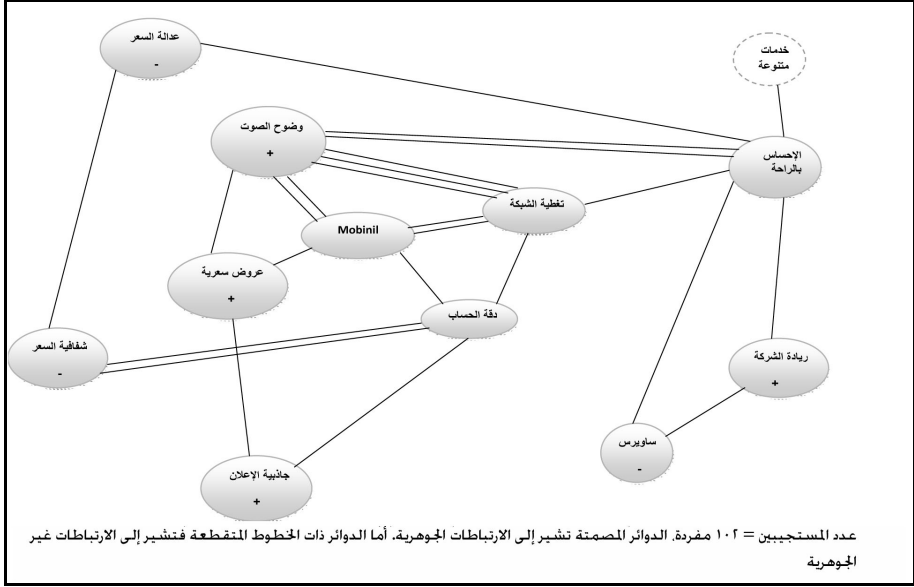 عدالة السعر
-
خدمات
متنوعة
وضوح الصوت
+
الإحساس
بالراحة
تغطية الشبكة
Mobinil
عروض سعرية
+
دقة الحساب
شفافية السعر
-
ريادة الشركة
+
ساويرس
-
جاذبية الإعلان
+
عدد المستجيبين = ١٠٢ مفردة. الدوائر المصمتة تشير إلى الارتباطات الجوهرية. أما الدوائر ذات الخطوط المتقطعة فتشير إلى الارتباطات غير
الجوهرية